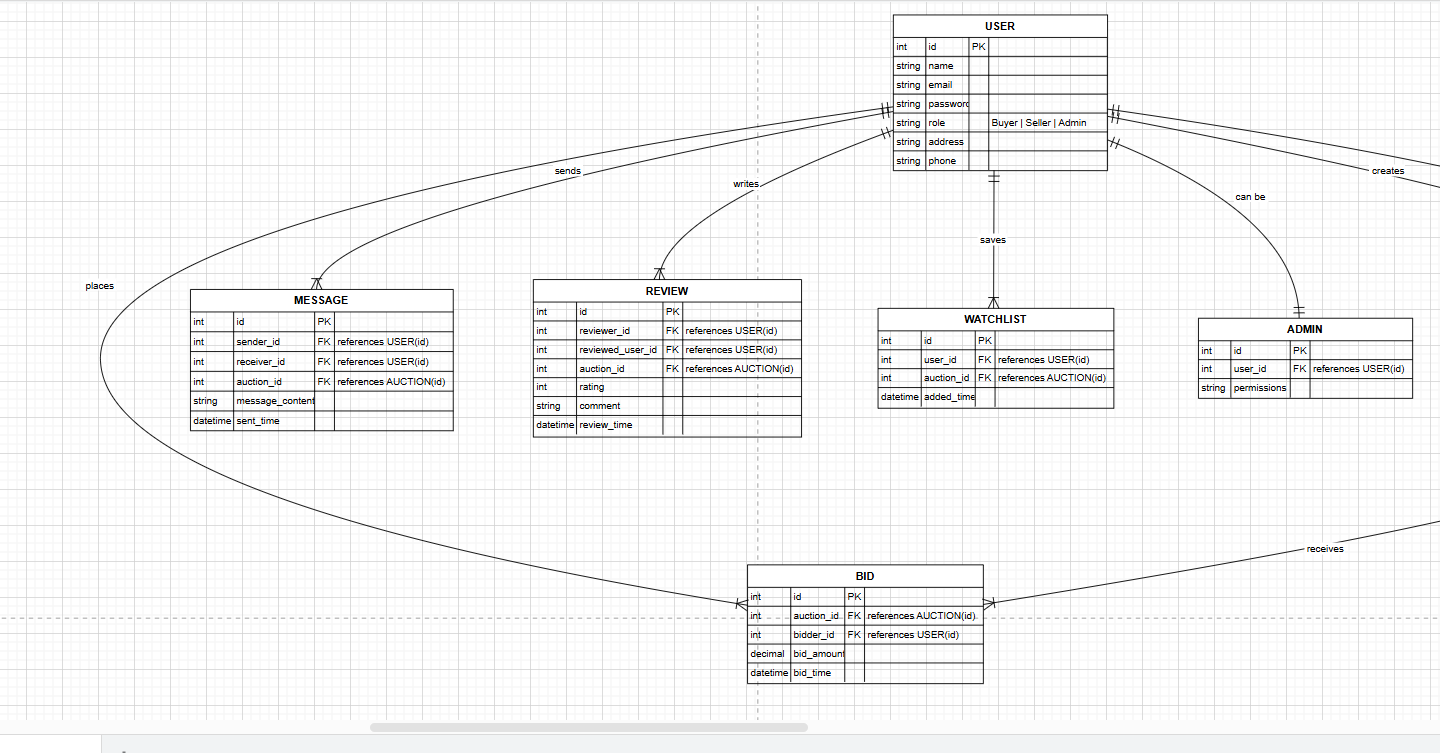 USER
int id PK
string name
string email
string password
string role Buyer | Seller | Admin
string address
string phone
sends
writes
saves
can be
creates
places
MESSAGE
int id PK
int sender_id FK references USER(id)
int receiver_id FK references USER(id)
int auction_id FK references AUCTION(id)
string message_content
datetime sent_time
REVIEW
int id PK
int reviewer_id FK references USER(id)
int reviewed_user_id FK references USER(id)
int auction_id FK references AUCTION(id)
int rating
string comment
datetime review_time
WATCHLIST
int id PK
int user_id FK references USER(id)
int auction_id FK references AUCTION(id)
datetime added_time
ADMIN
int id PK
int user_id FK references USER(id)
string permissions
receives
BID
int id PK
int auction_id FK references AUCTION(id)
int bidder_id FK references USER(id)
decimal bid_amount
datetime bid_time